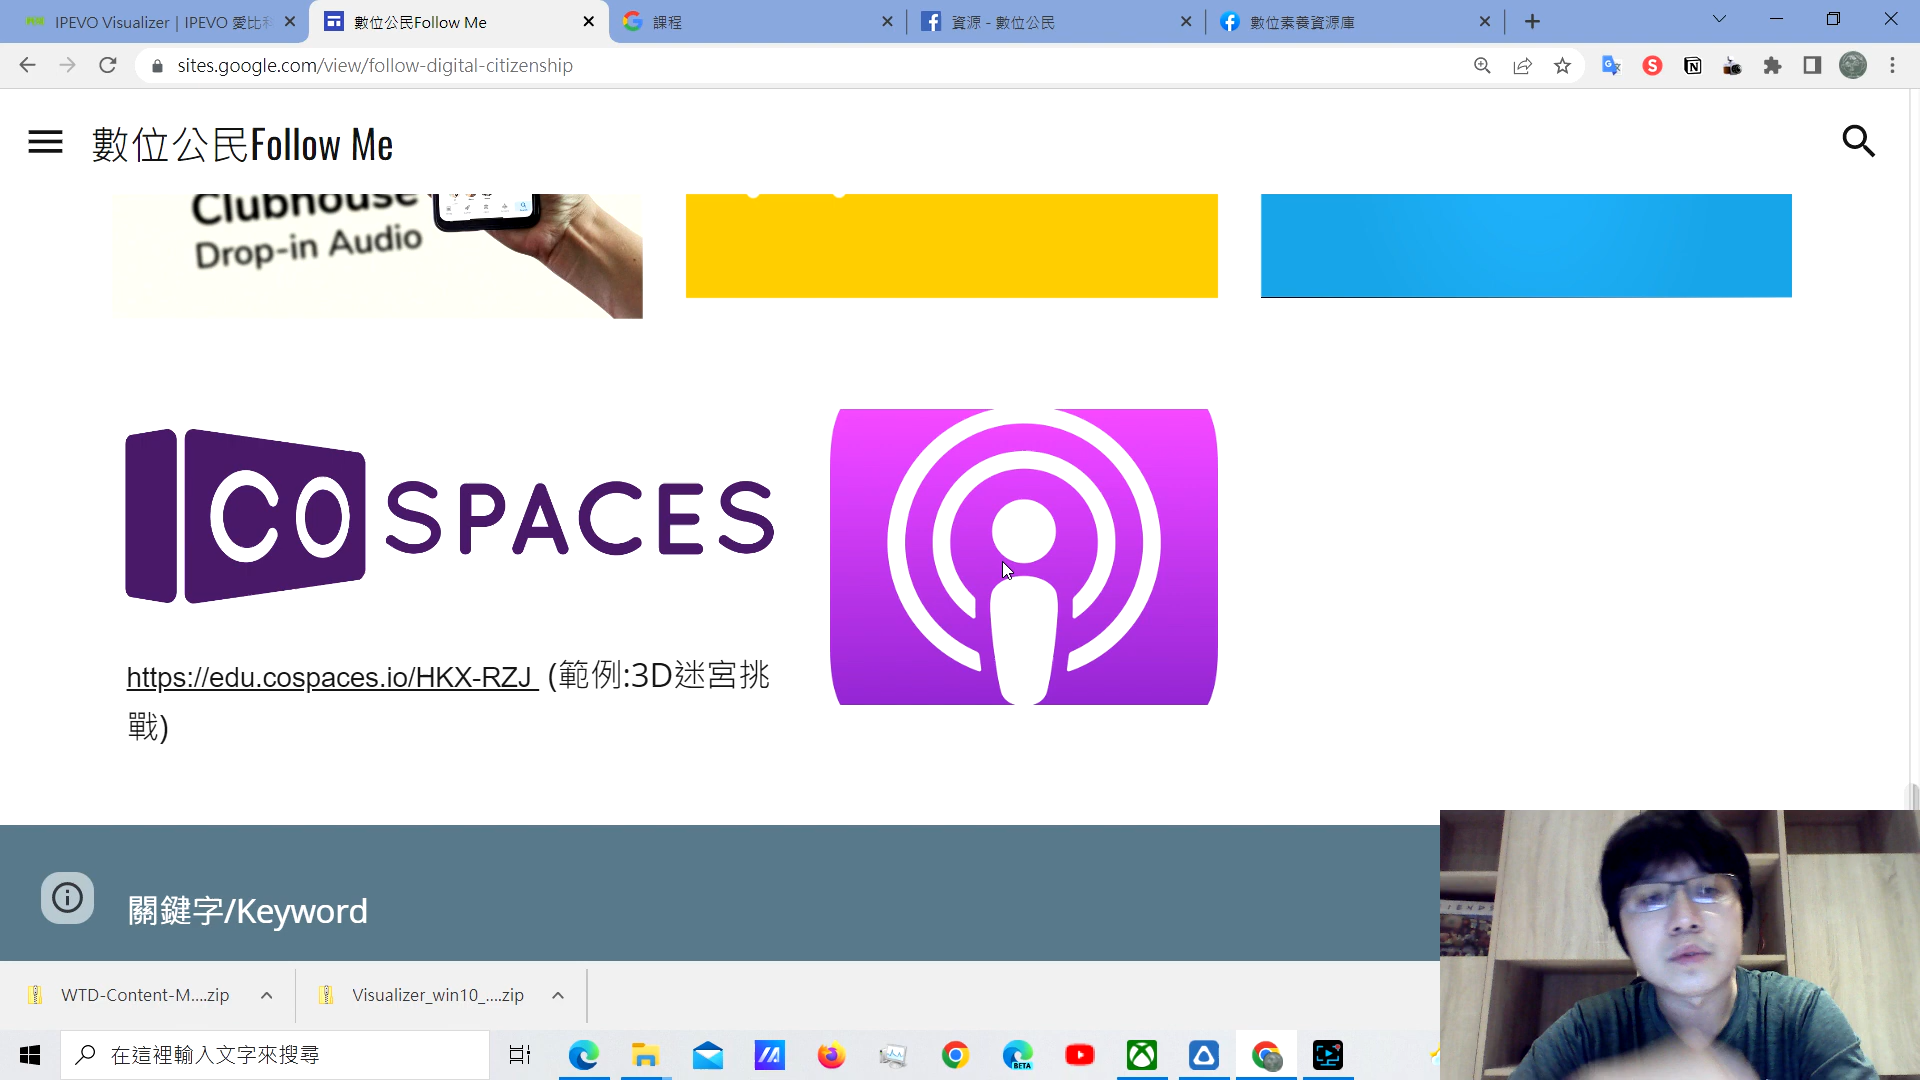 IPEVO Visualizer | IPEVO 愛比科
數位公民Follow Me
課程
資源 - 數位公民
數位素養資源庫
sites.google.com/view/follow-digital-citizenship
數位公民Follow Me
Clubhouse
Drop-in Audio
CO SPACES
https://edu.cospaces.io/HKX-RZJ (範例:3D迷宮挑
戰)
關鍵字/Keyword
WTD-Content-M....zip
Visualizer_win10_....zip
在這裡輸入文字來搜尋
BETA